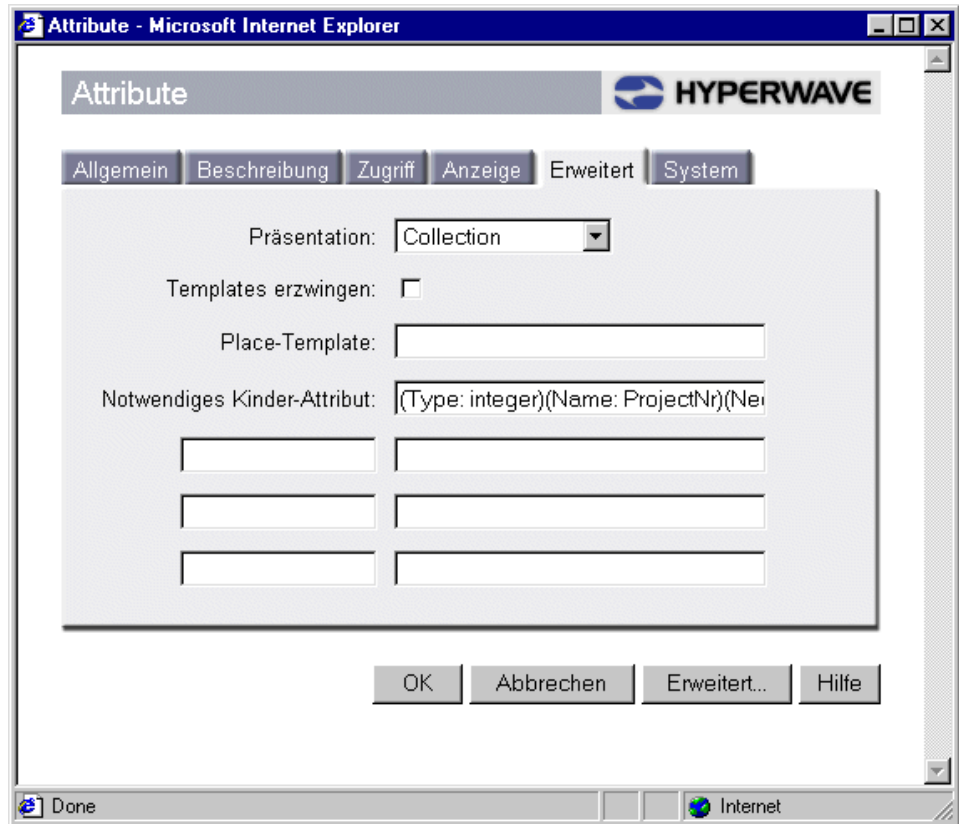 Attribute - Microsoft Internet Explorer
Attribute HYPERWAVE
Allgemein Beschreibung Zugriff Anzeige Erweitert System
Präsentation: Collection
Templates erzwingen:
Place-Template:
Notwendiges Kinder-Attribut: (Type: integer)(Name: ProjectNr)(Ne
OK Abbrechen Erweitert... Hilfe
Done Internet